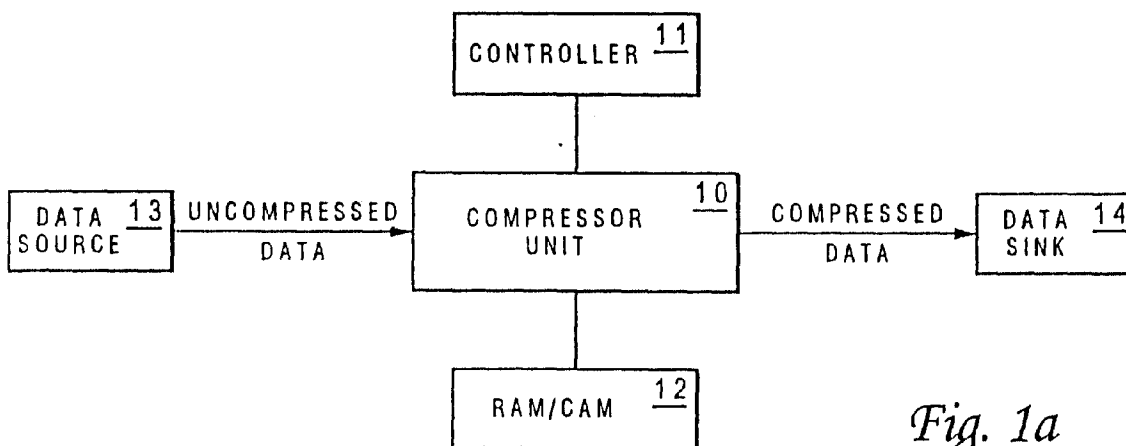 CONTROLLER 11
DATA SOURCE 13
UNCOMPRESSED
DATA
COMPRESSOR
UNIT
10
COMPRESSED
DATA
DATA
SINK
14
RAM/CAM 12
Fig. 1a